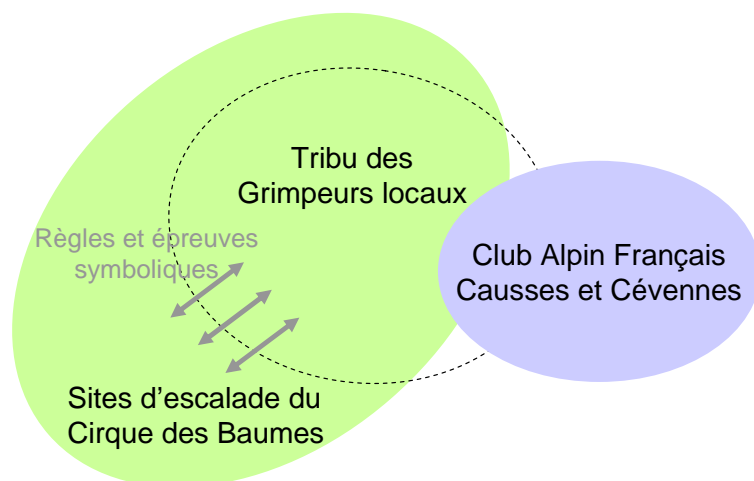 Tribu des
Grimpeurs locaux
Règles et épreuves
symboliques
Club Alpin Français
Causses et Cévennes
Sites d’escalade du
Cirque des Baumes